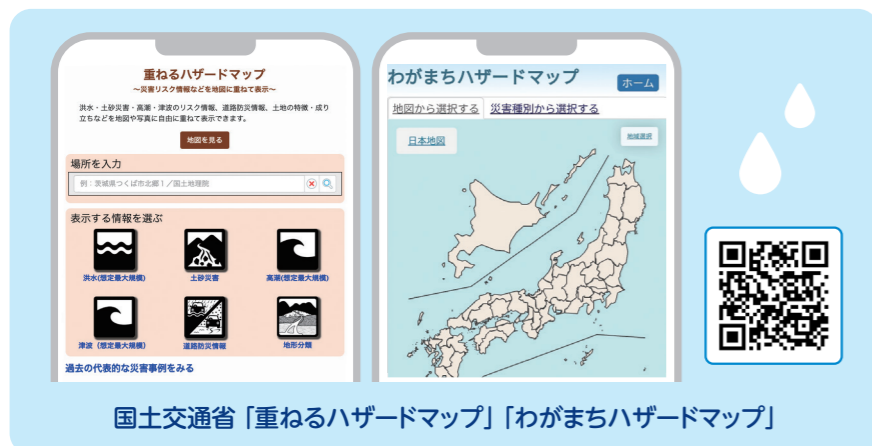 重ねるハザードマップ
～災害リスク情報などを地図に重ねて表示～
洪水・土砂災害・高潮・津波のリスク情報、道路防災情報、土地の特徴・成り
立ちなどを地図や写真に自由に重ねて表示できます。
地図を見る
場所を入力
例：茨城県つくば市北郷1／国土地理院
表示する情報を選ぶ
洪水(想定最大規模)
土砂災害
高潮(想定最大規模)
津波（想定最大規模)
道路防災情報
地形分類
過去の代表的な災害事例をみる
わがまちハザードマップ
ホーム
地図から選択する
災害種別から選択する
日本地図
地域選択
国土交通省「重ねるハザードマップ」「わがまちハザードマップ」